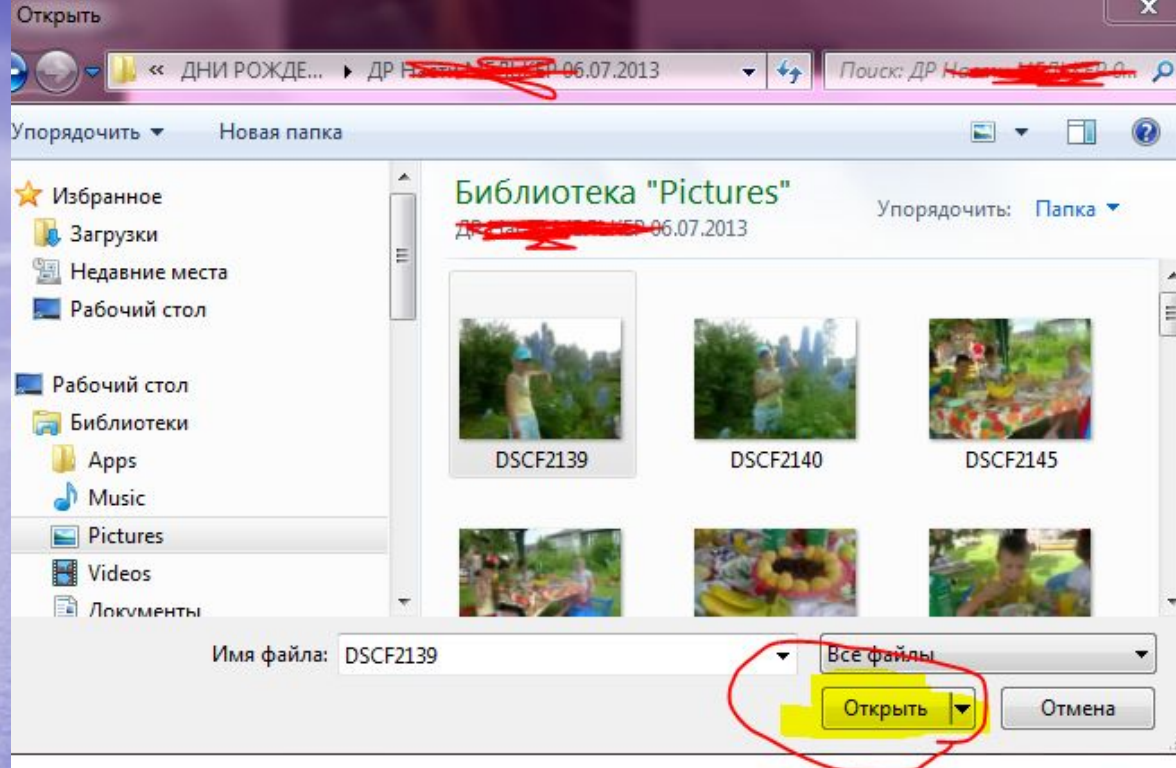 Открыть
« ДНИ РОЖДЕ... ДР 06.07.2013
Поиск: ДР
Упорядочить Новая папка
Избранное
Загрузки
Недавние места
Рабочий стол
Рабочий стол
Библиотеки
Apps
Music
Pictures
Videos
Документы
Библиотека "Pictures"
ДР 06.07.2013
Упорядочить: Папка
DSCF2139 DSCF2140 DSCF2145
Имя файла: DSCF2139
Все файлы
Открыть Отмена